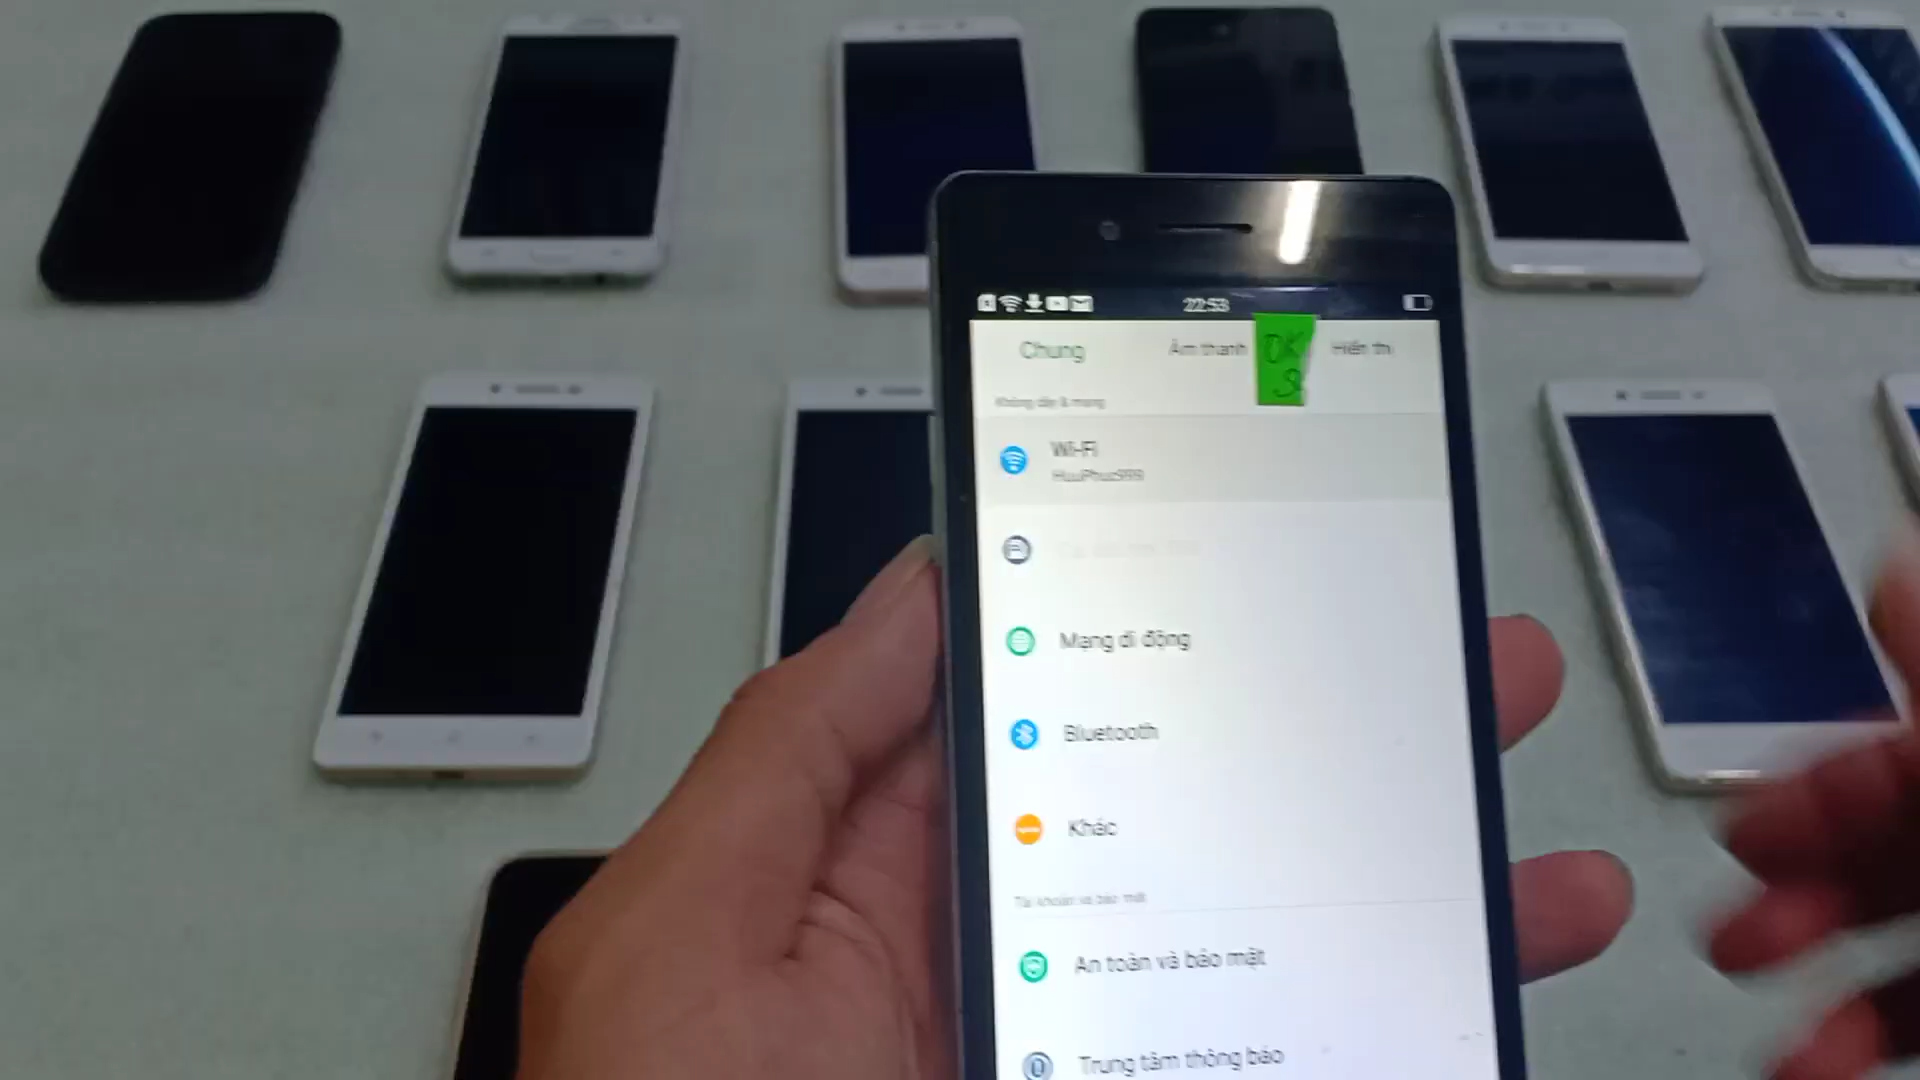 22:53
Chung
Âm thanh
OK
Hiển thị
Không dây & mạng
Wi-Fi
HuuPhuc999
Mạng di động
Bluetooth
Khác
Tài khoản và bảo mật
An toàn và bảo mật
Trung tâm thông báo